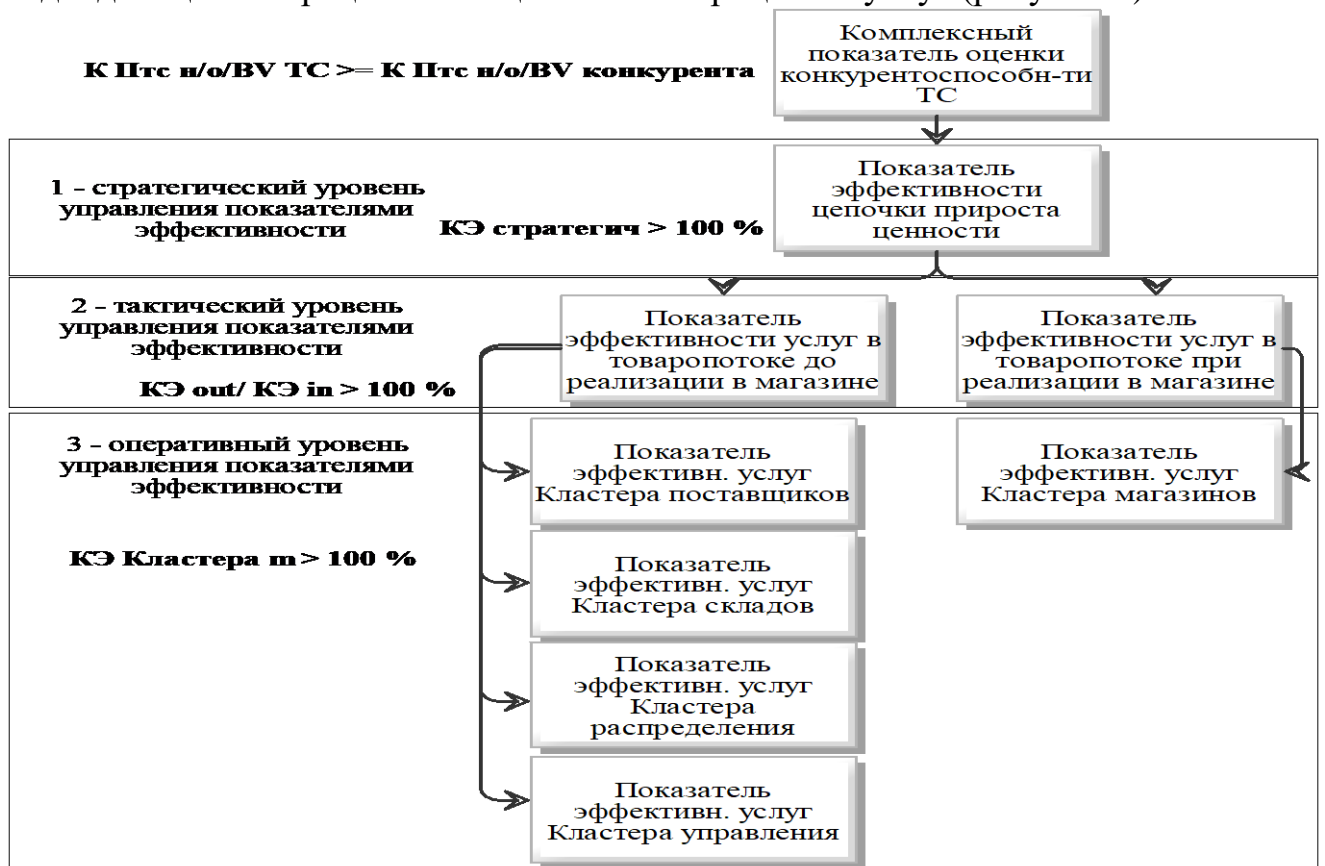 Комплексный
показатель оценки
конкурентоспособн-ти
ТС
К Птс н/о/BV ТС >= К Птс н/о/BV конкурента
1 – стратегический уровень
управления показателями
эффективности
КЭ стратегич > 100 %
Показатель
эффективности
цепочки прироста
ценности
2 – тактический уровень
управления показателями
эффективности
КЭ out/ КЭ in > 100 %
Показатель
эффективности услуг в
товаропотоке до
реализации в магазине
Показатель
эффективности услуг в
товаропотоке при
реализации в магазине
3 – оперативный уровень
управления показателями
эффективности
КЭ Кластера m > 100 %
Показатель
эффективн. услуг
Кластера поставщиков
Показатель
эффективн. услуг
Кластера магазинов
Показатель
эффективн. услуг
Кластера складов
Показатель
эффективн. услуг
Кластера
распределения
Показатель
эффективн. услуг
Кластера управления